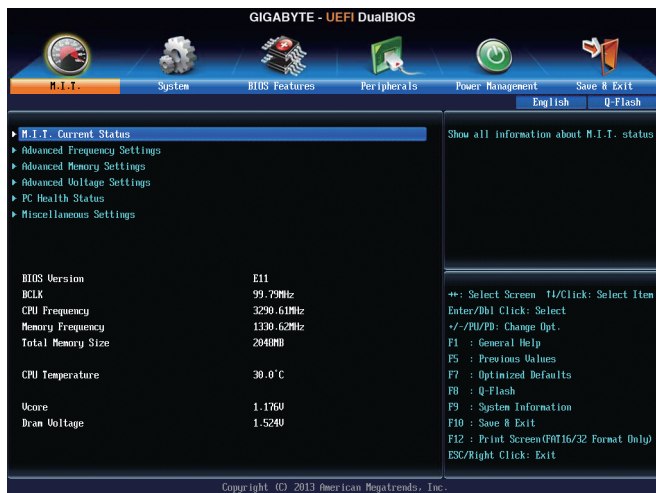 GIGABYTE - UEFI DualBIOS
M.I.T.
System
BIOS Features
Peripherals
Power Management
Save & Exit
English
Q-Flash
M.I.T. Current Status
Advanced Frequency Settings
Advanced Memory Settings
Advanced Voltage Settings
PC Health Status
Miscellaneous Settings
Show all information about M.I.T. status
BIOS Version E11
BCLK 99.79MHz
CPU Frequency 3290.61MHz
Memory Frequency 1330.62MHz
Total Memory Size 2048MB
CPU Temperature 30.0°C
Vcore 1.176V
Dram Voltage 1.524V
→←: Select Screen ↑↓/Click: Select Item
Enter/Dbl Click: Select
+/-/PU/PD: Change Opt.
F1 : General Help
F5 : Previous Values
F7 : Optimized Defaults
F8 : Q-Flash
F9 : System Information
F10 : Save & Exit
F12 : Print Screen(FAT16/32 Format Only)
ESC/Right Click: Exit
Copyright (C) 2013 American Megatrends, Inc.